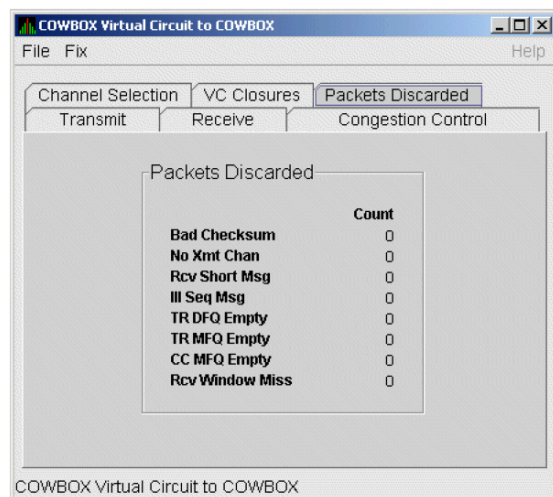 COWBOX Virtual Circuit to COWBOX
File Fix Help
Channel Selection VC Closures Packets Discarded
Transmit Receive Congestion Control
Packets Discarded
Count
Bad Checksum 0
No Xmt Chan 0
Rcv Short Msg 0
Ill Seq Msg 0
TR DFQ Empty 0
TR MFQ Empty 0
CC MFQ Empty 0
Rcv Window Miss 0
COWBOX Virtual Circuit to COWBOX